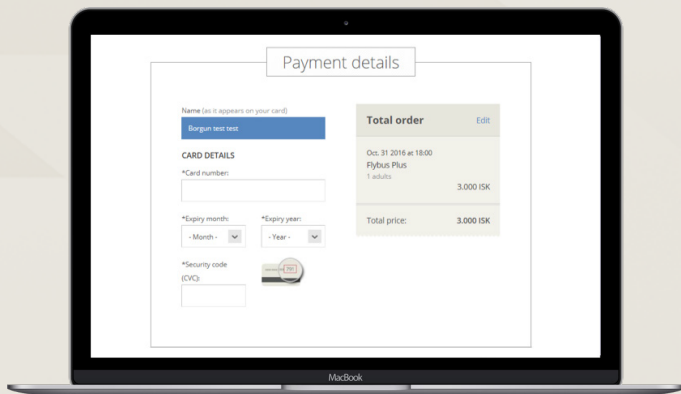 Payment details
Name (as it appears on your card)
Borgun test test
CARD DETAILS
*Card number:
*Expiry month:
*Expiry year:
- Month -
- Year -
*Security code
(CVC):
Total order
Edit
Oct. 31 2016 at 18:00
Flybus Plus
1 adults
3.000 ISK
Total price:
3.000 ISK
MacBook